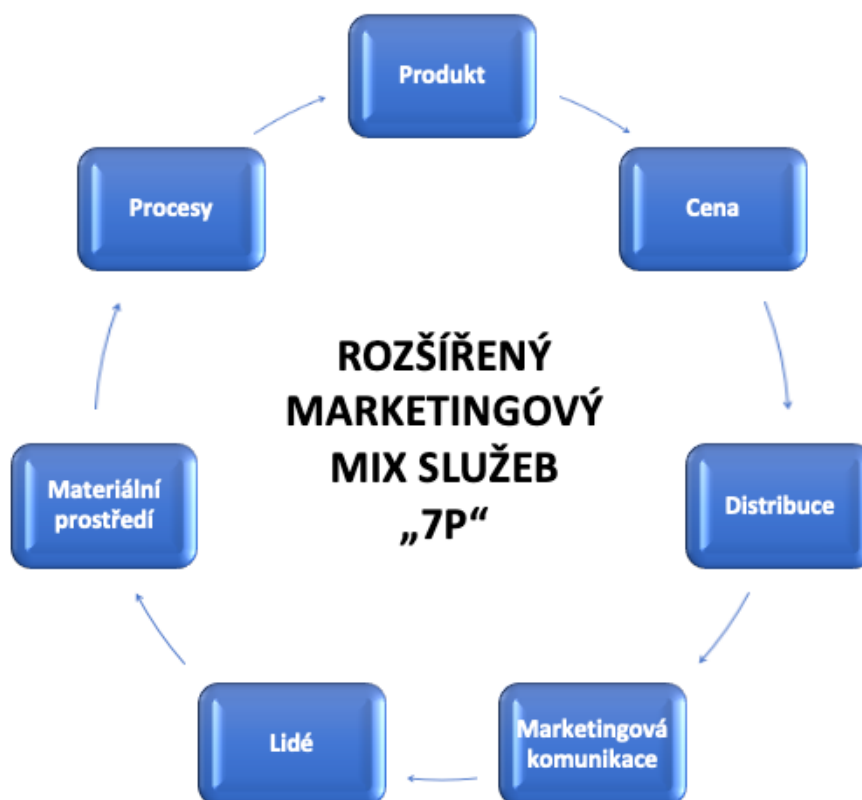 Produkt
Cena
Distribuce
Marketingová
komunikace
Lidé
Materiální
prostředí
Procesy
ROZŠÍŘENÝ
MARKETINGOVÝ
MIX SLUŽEB
„7P“